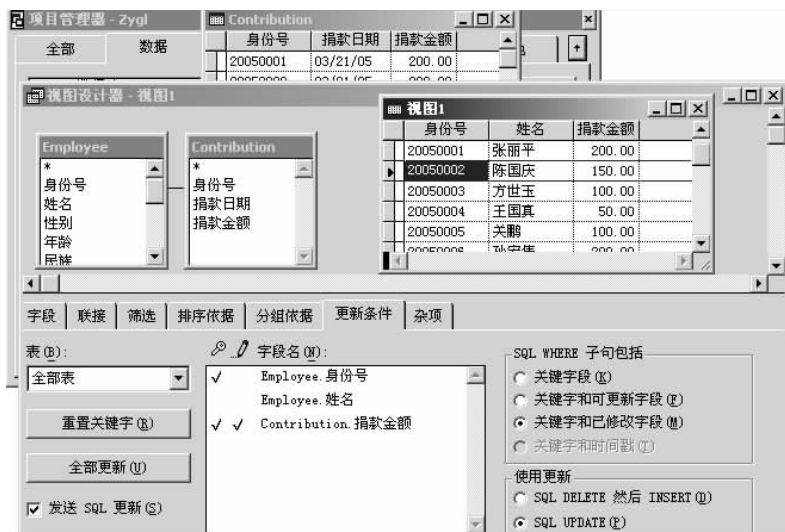 项目管理器 - Zygl
全部
数据
Contribution
身份号 捐款日期 捐款金额
20050001 03/21/05 200.00
视图设计器 - 视图1
Employee
*
身份号
姓名
性别
年龄
民族
Contribution
*
身份号
捐款日期
捐款金额
视图1
身份号 姓名 捐款金额
20050001 张丽平 200.00
20050002 陈国庆 150.00
20050003 方世玉 100.00
20050004 王国真 50.00
20050005 关鹏 100.00
字段 联接 筛选 排序依据 分组依据 更新条件 杂项
表(B):
全部表
重置关键字(R)
全部更新(U)
发送 SQL 更新(S)
字段名(N):
Employee.身份号
Employee.姓名
Contribution.捐款金额
SQL WHERE 子句包括
关键字段(K)
关键字和可更新字段(F)
关键字和已修改字段(M)
关键字和时间戳(T)
使用更新
SQL DELETE 然后 INSERT(D)
SQL UPDATE(P)